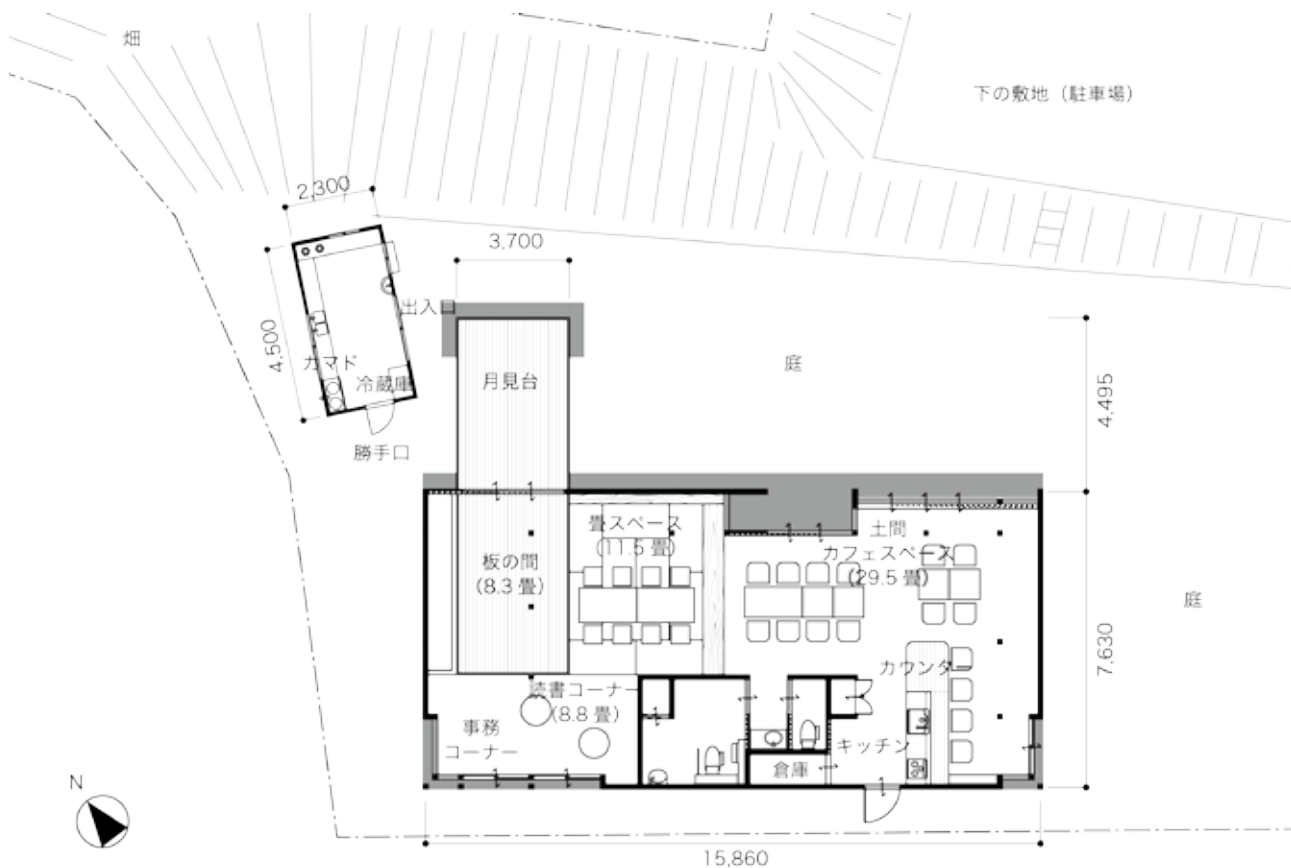 畑
下の敷地（駐車場）
2,300
3.700
出入口
4,500
カマド
冷蔵庫
月見台
庭
4.495
勝手口
畳スペース
（11.5 畳）
土間
カフェスペース
（29.5 畳）
板の間
（8.3 畳）
庭
7,630
カウンタ
読書コーナー
（8.8 畳）
事務
コーナー
キッチン
倉庫
N
15,860